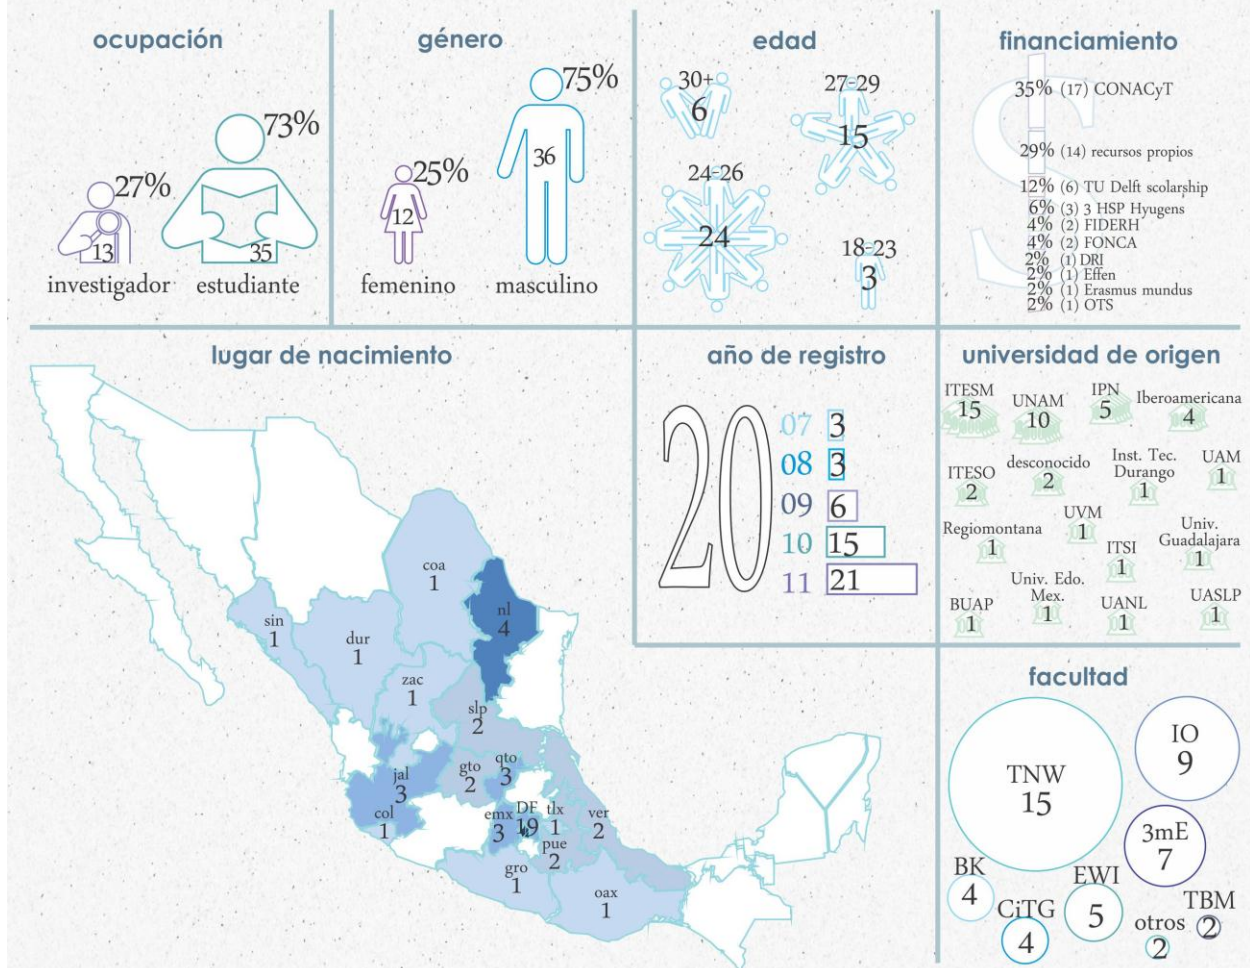 ocupación
27%
13
investigador
73%
35
estudiante
género
25%
12
femenino
75%
36
masculino
edad
30+
6
27-29
15
24-26
24
18-23
3
financiamiento
35% (17) CONACyT
29% (14) recursos propios
12% (6) TU Delft scolarship
6% (3) 3 HSP Hyugens
4% (2) FIDERH
4% (2) FONCA
2% (1) DRI
2% (1) Effen
2% (1) Erasmus mundus
2% (1) OTS
lugar de nacimiento
coa
1
nl
4
sin
1
dur
1
zac
1
slp
2
jal
3
gto
2
qto
3
col
1
emx
3
DF
19
tlx
1
ver
2
pue
2
gro
1
oax
1
año de registro
20
07 3
08 3
09 6
10 15
11 21
universidad de origen
ITESM
15
UNAM
10
IPN
5
Iberoamericana
4
ITESO
2
desconocido
2
Inst. Tec.
Durango
1
UAM
1
Regiomontana
1
UVM
1
ITSI
1
Univ.
Guadalajara
1
BUAP
1
Univ. Edo.
Mex.
1
UANL
1
UASLP
1
facultad
TNW
15
IO
9
3mE
7
BK
4
CiTG
4
EWI
5
otros
2
TBM
2